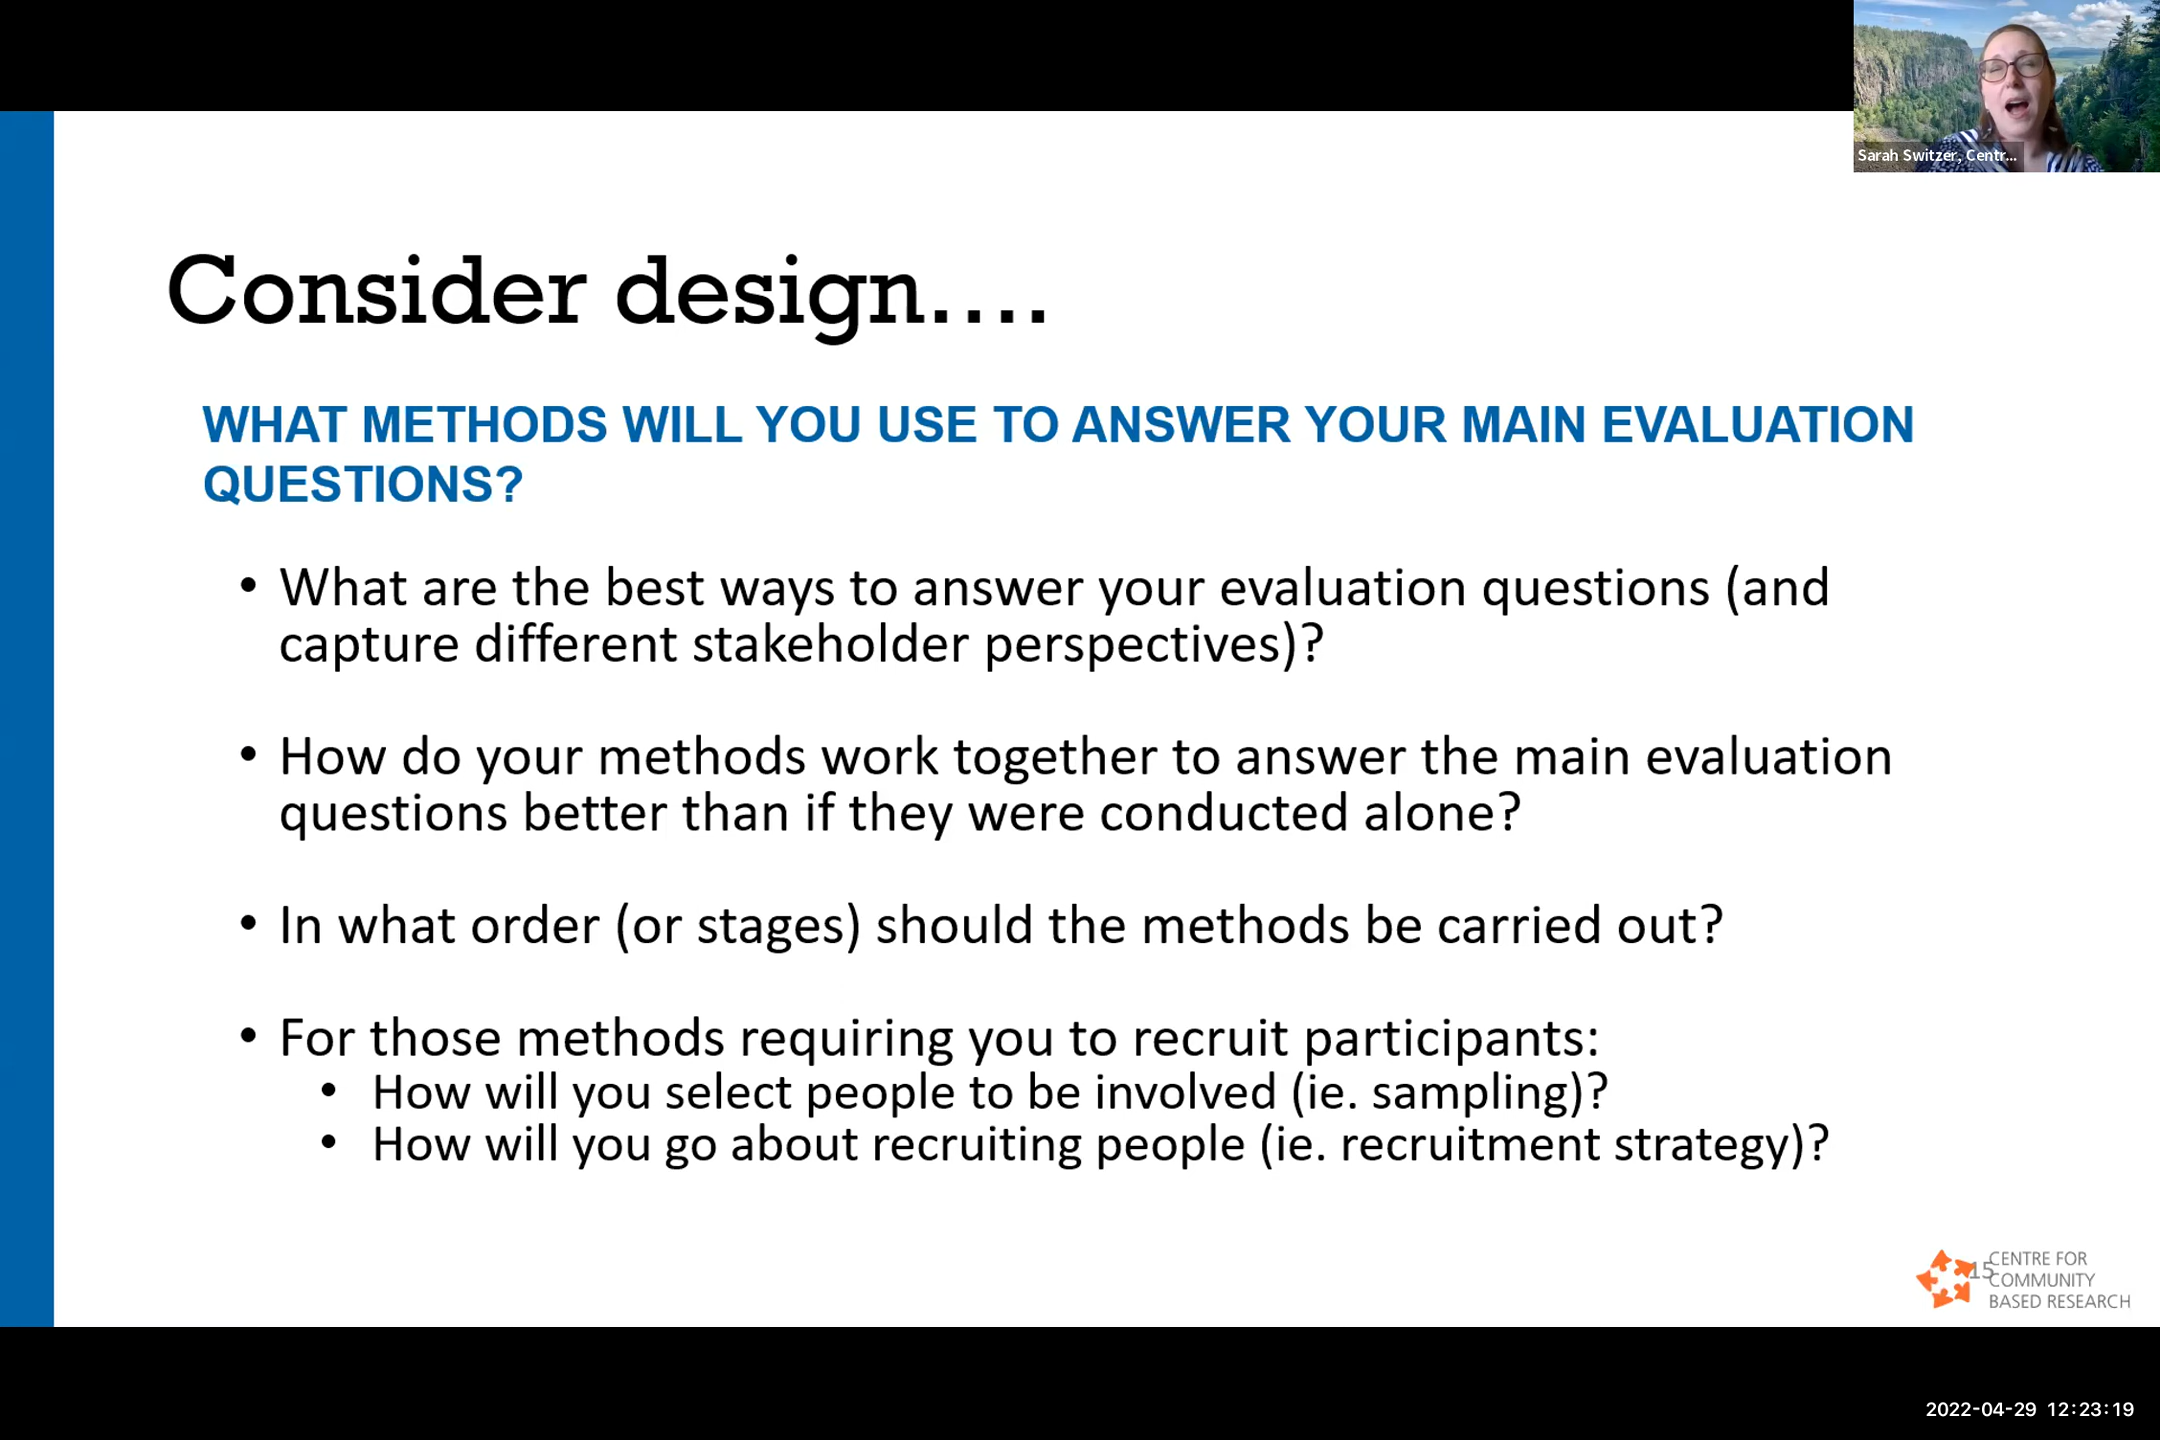 Sarah Switzer, Centr...
Consider design....
WHAT METHODS WILL YOU USE TO ANSWER YOUR MAIN EVALUATION
QUESTIONS?
• What are the best ways to answer your evaluation questions (and
capture different stakeholder perspectives)?
• How do your methods work together to answer the main evaluation
questions better than if they were conducted alone?
• In what order (or stages) should the methods be carried out?
• For those methods requiring you to recruit participants:
• How will you select people to be involved (ie. sampling)?
• How will you go about recruiting people (ie. recruitment strategy)?
15
CENTRE FOR
COMMUNITY
BASED RESEARCH
2022-04-29 12:23:19